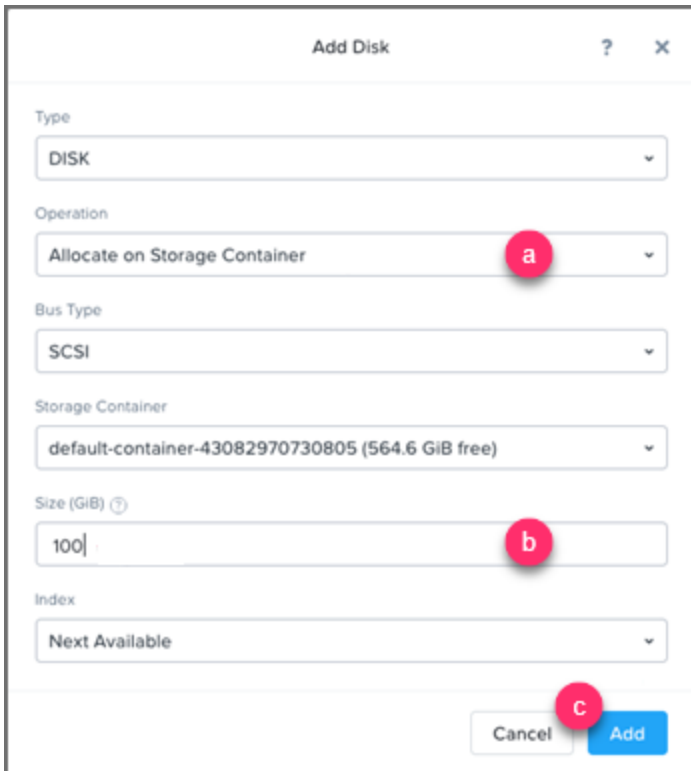 Add Disk ? ×
Type
DISK
Operation
Allocate on Storage Container a
Bus Type
SCSI
Storage Container
default-container-43082970730805 (564.6 GiB free)
Size (GiB) ?
100 b
Index
Next Available
c
Cancel Add